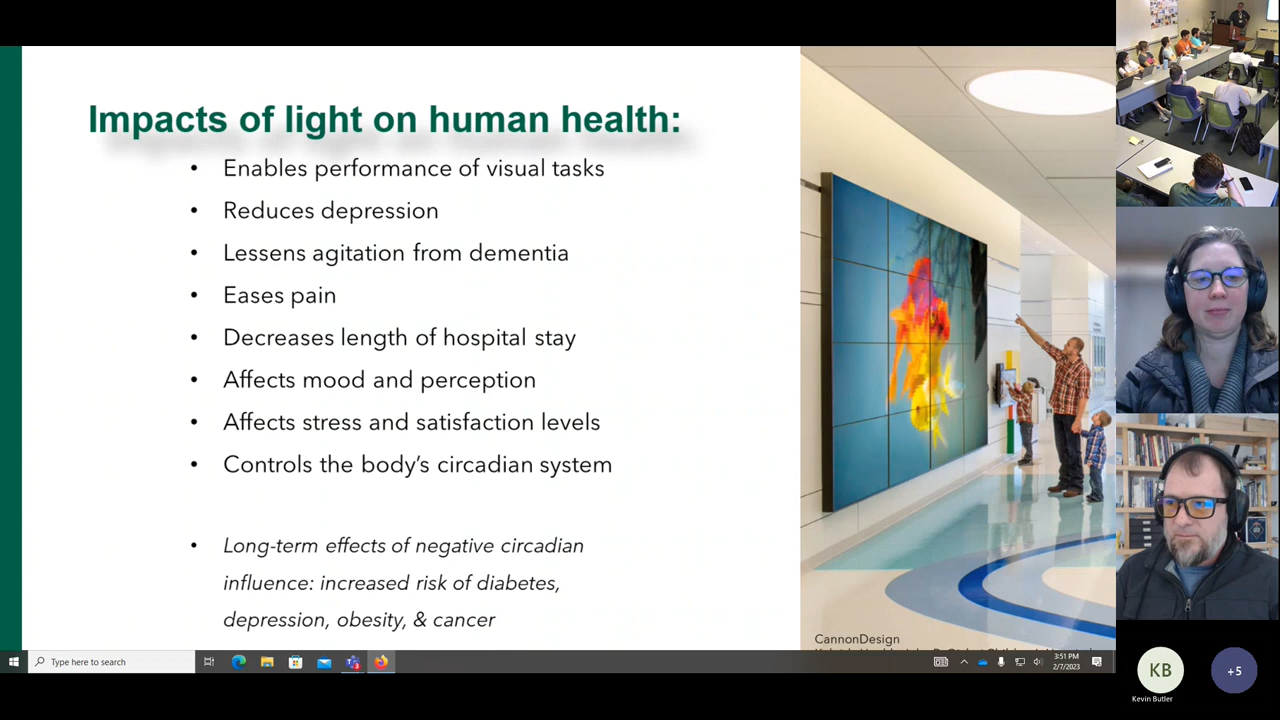 Impacts of light on human health:
• Enables performance of visual tasks
• Reduces depression
• Lessens agitation from dementia
• Eases pain
• Decreases length of hospital stay
• Affects mood and perception
• Affects stress and satisfaction levels
• Controls the body's circadian system
• Long-term effects of negative circadian
influence: increased risk of diabetes,
depression, obesity, & cancer
CannonDesign
Type here to search
3:51 PM
2/7/2023
KB
Kevin Butler
+5